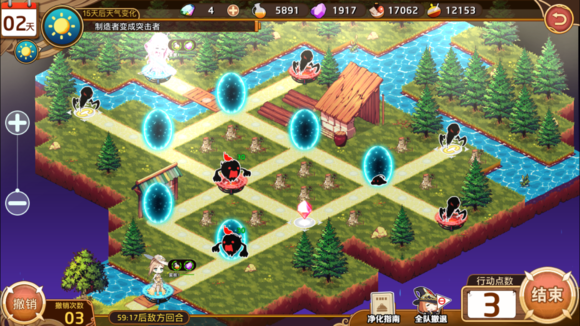 02天
15天后天气变化
制造者变成突击者
4
5891
1917
17062
12153
撤销
撤销次数
03
59:17后敌方回合
净化指南
全队撤退
行动点数
3
结束